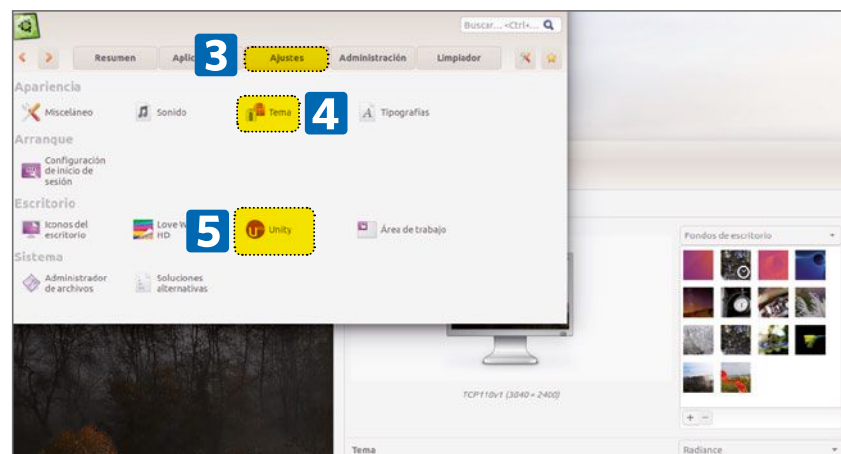 Buscar... <Ctrl+...
Resumen
Aplic
3
Ajustes
Administración
Limpiador
Apariencia
Misceláneo
Sonido
Tema
4
Tipografías
Arranque
Configuración
de inicio de
sesión
Escritorio
Iconos del
escritorio
Love W
HD
5
Unity
Área de trabajo
Sistema
Administrador
de archivos
Soluciones
alternativas
Fondos de escritorio
TCP110v1 (3840 × 2400)
Tema
Radiance